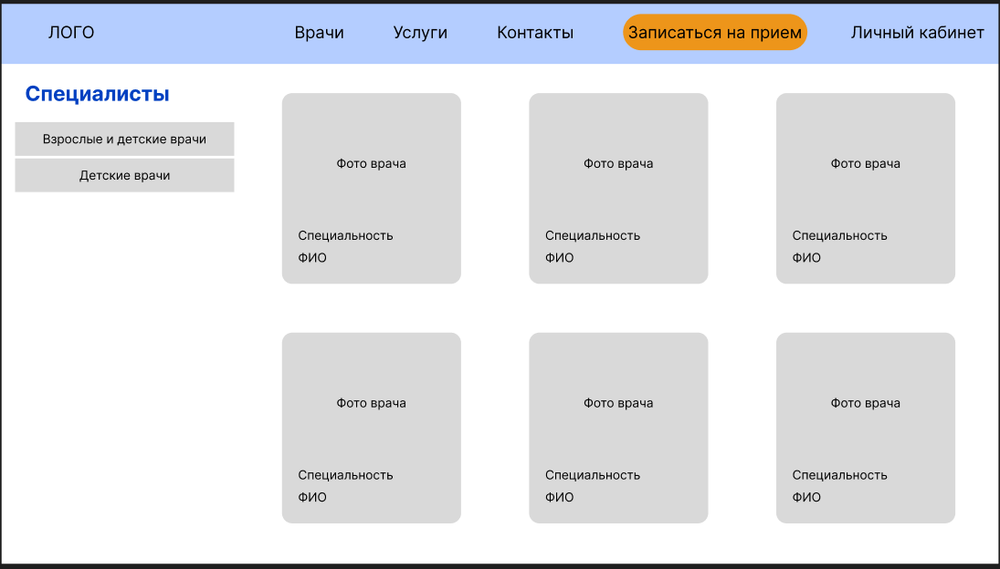 ЛОГО
Врачи
Услуги
Контакты
Записаться на прием
Личный кабинет
Специалисты
Взрослые и детские врачи
Детские врачи
Фото врача
Специальность
ФИО
Фото врача
Специальность
ФИО
Фото врача
Специальность
ФИО
Фото врача
Специальность
ФИО
Фото врача
Специальность
ФИО
Фото врача
Специальность
ФИО